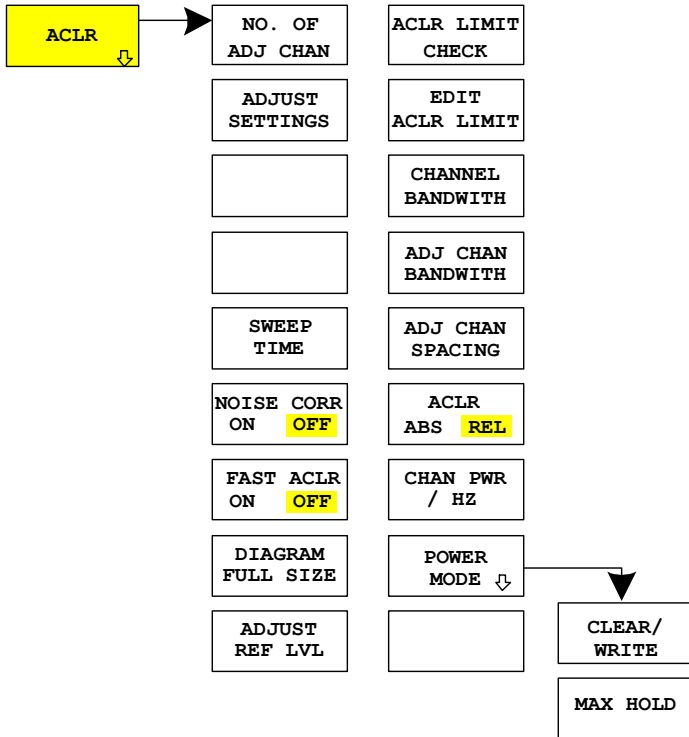 ACLR
NO. OF
ADJ CHAN
ADJUST
SETTINGS
SWEEP
TIME
NOISE CORR
ON OFF
FAST ACLR
ON OFF
DIAGRAM
FULL SIZE
ADJUST
REF LVL
ACLR LIMIT
CHECK
EDIT
ACLR LIMIT
CHANNEL
BANDWITH
ADJ CHAN
BANDWITH
ADJ CHAN
SPACING
ACLR
ABS REL
CHAN PWR
/ HZ
POWER
MODE
CLEAR/
WRITE
MAX HOLD